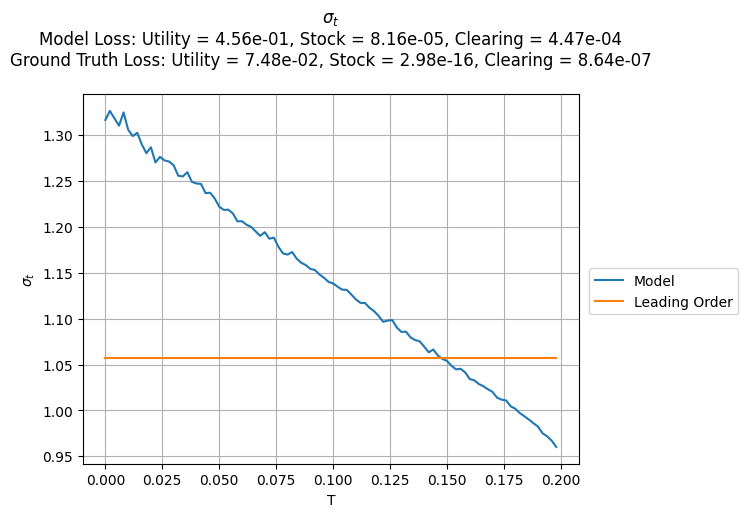 σₜ
Model Loss: Utility = 4.56e-01, Stock = 8.16e-05, Clearing = 4.47e-04
Ground Truth Loss: Utility = 7.48e-02, Stock = 2.98e-16, Clearing = 8.64e-07
1.30
1.25
1.20
1.15
1.10
1.05
1.00
0.95
σₜ
0.000 0.025 0.050 0.075 0.100 0.125 0.150 0.175 0.200
T
Model
Leading Order